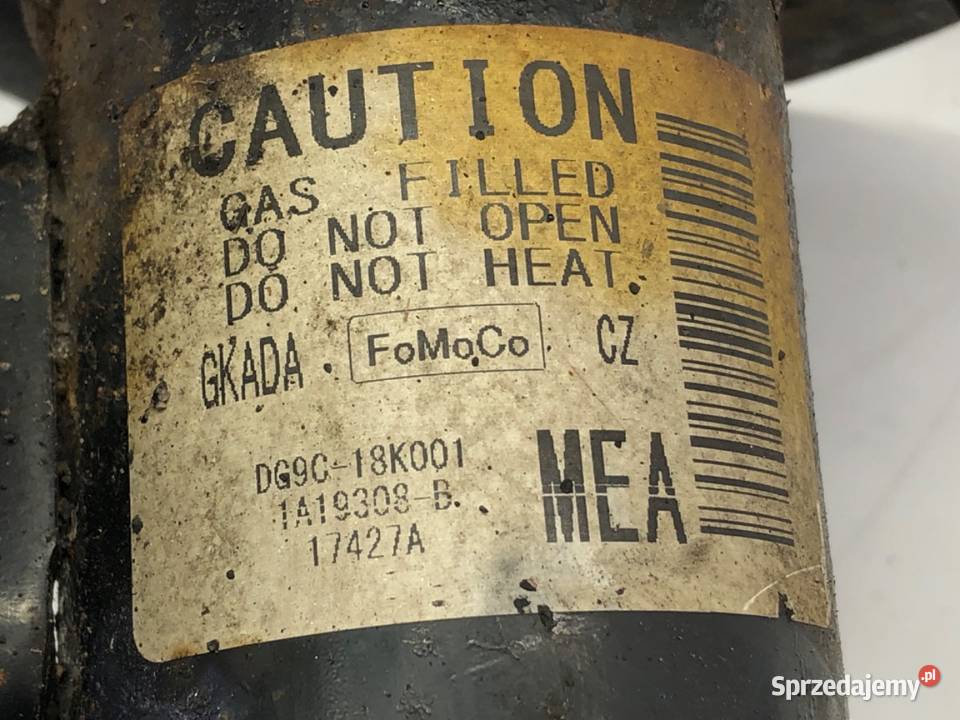 CAUTION
GAS FILLED
DO NOT OPEN
DO NOT HEAT.
GKADA FoMoCo CZ
DG9C-18K001
1A19308-B
17427A
MEA
Sprzedajemy.pl